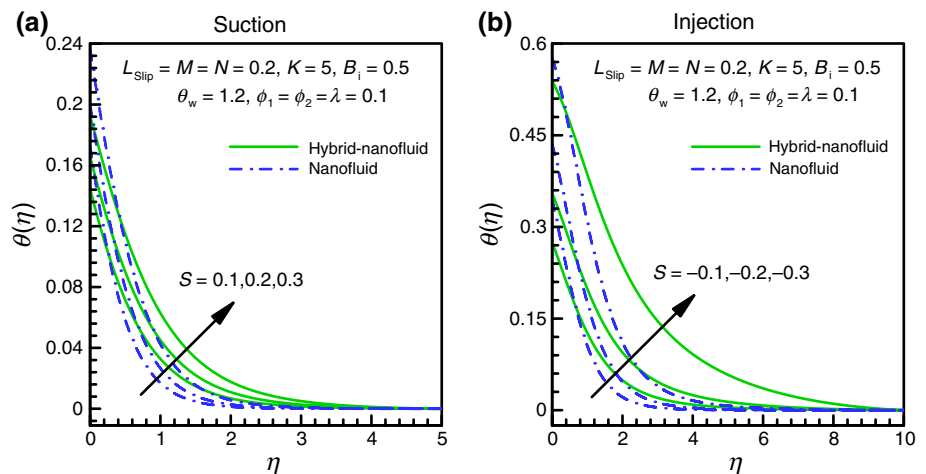 (a)
Suction
0.24
0.2
0.16
0.12
0.08
0.04
0
θ(η)
L_Slip = M = N = 0.2, K = 5, B_i = 0.5
θ_w = 1.2, ϕ_1 = ϕ_2 = λ = 0.1
Hybrid-nanofluid
Nanofluid
S = 0.1,0.2,0.3
0 1 2 3 4 5
η
(b)
Injection
0.6
0.45
0.3
0.15
0
θ(η)
L_Slip = M = N = 0.2, K = 5, B_i = 0.5
θ_w = 1.2, ϕ_1 = ϕ_2 = λ = 0.1
Hybrid-nanofluid
Nanofluid
S = −0.1,−0.2,−0.3
0 2 4 6 8 10
η